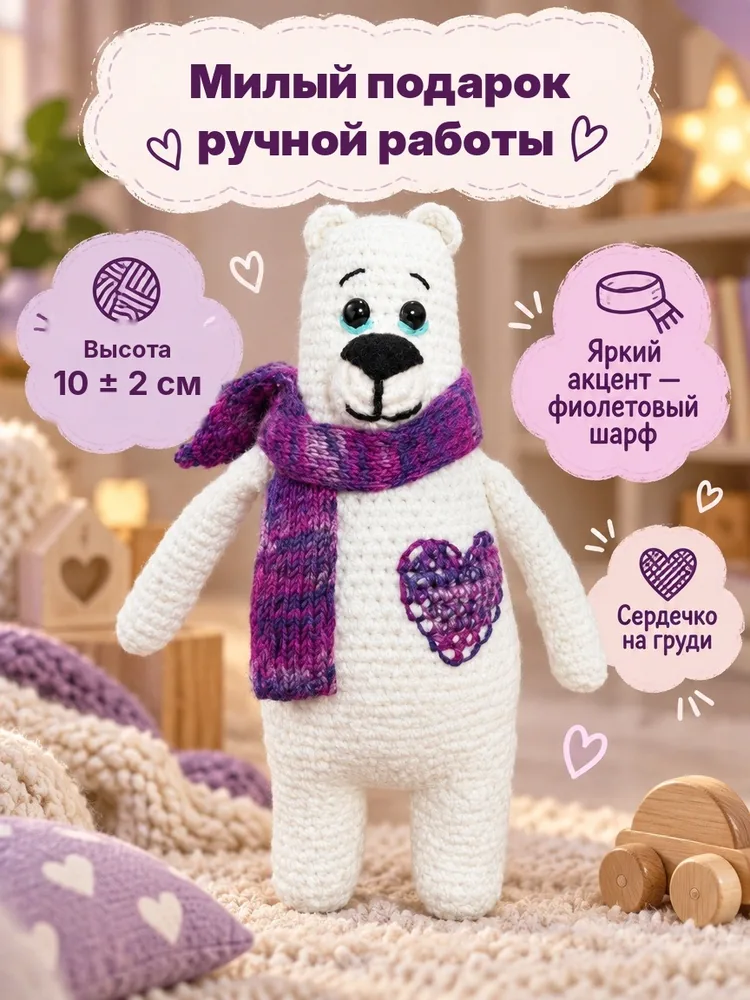 Милый подарок
ручной работы
Высота
10 ± 2 см
Яркий
акцент —
фиолетовый
шарф
Сердечко
на груди